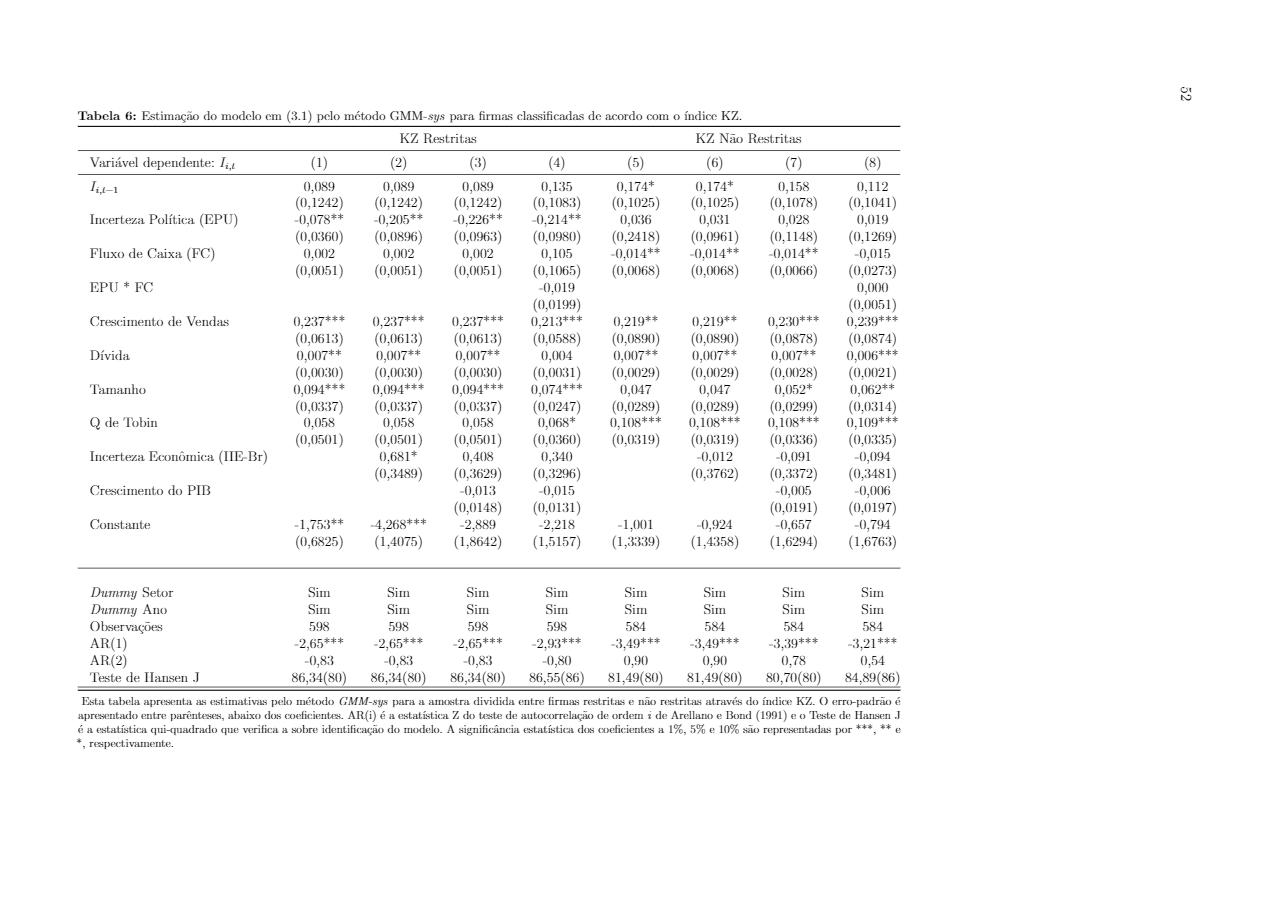 52
Tabela 6: Estimação do modelo em (3.1) pelo método GMM-sys para firmas classificadas de acordo com o índice KZ.
KZ Restritas KZ Não Restritas
Variável dependente: I_{i,t} (1) (2) (3) (4) (5) (6) (7) (8)
I_{i,t−1} 0,089 0,089 0,089 0,135 0,174* 0,174* 0,158 0,112
(0,1242) (0,1242) (0,1242) (0,1083) (0,1025) (0,1025) (0,1078) (0,1041)
Incerteza Política (EPU) -0,078** -0,205** -0,226** -0,214** 0,036 0,031 0,028 0,019
(0,0360) (0,0896) (0,0963) (0,0980) (0,2418) (0,0961) (0,1148) (0,1269)
Fluxo de Caixa (FC) 0,002 0,002 0,002 0,105 -0,014** -0,014** -0,014** -0,015
(0,0051) (0,0051) (0,0051) (0,1065) (0,0068) (0,0068) (0,0066) (0,0273)
EPU * FC -0,019 0,000
(0,0199) (0,0051)
Crescimento de Vendas 0,237*** 0,237*** 0,237*** 0,213*** 0,219** 0,219** 0,230*** 0,239***
(0,0613) (0,0613) (0,0613) (0,0588) (0,0890) (0,0890) (0,0878) (0,0874)
Dívida 0,007** 0,007** 0,007** 0,004 0,007** 0,007** 0,007** 0,006***
(0,0030) (0,0030) (0,0030) (0,0031) (0,0029) (0,0029) (0,0028) (0,0021)
Tamanho 0,094*** 0,094*** 0,094*** 0,074*** 0,047 0,047 0,052* 0,062**
(0,0337) (0,0337) (0,0337) (0,0247) (0,0289) (0,0289) (0,0299) (0,0314)
Q de Tobin 0,058 0,058 0,058 0,068* 0,108*** 0,108*** 0,108*** 0,109***
(0,0501) (0,0501) (0,0501) (0,0360) (0,0319) (0,0319) (0,0336) (0,0335)
Incerteza Econômica (IIE-Br) 0,681* 0,408 0,340 -0,012 -0,091 -0,094
(0,3489) (0,3629) (0,3296) (0,3762) (0,3372) (0,3481)
Crescimento do PIB -0,013 -0,015 -0,005 -0,006
(0,0148) (0,0131) (0,0191) (0,0197)
Constante -1,753** -4,268*** -2,889 -2,218 -1,001 -0,924 -0,657 -0,794
(0,6825) (1,4075) (1,8642) (1,5157) (1,3339) (1,4358) (1,6294) (1,6763)
Dummy Setor Sim Sim Sim Sim Sim Sim Sim Sim
Dummy Ano Sim Sim Sim Sim Sim Sim Sim Sim
Observações 598 598 598 598 584 584 584 584
AR(1) -2,65*** -2,65*** -2,65*** -2,93*** -3,49*** -3,49*** -3,39*** -3,21***
AR(2) -0,83 -0,83 -0,83 -0,80 0,90 0,90 0,78 0,54
Teste de Hansen J 86,34(80) 86,34(80) 86,34(80) 86,55(86) 81,49(80) 81,49(80) 80,70(80) 84,89(86)
Esta tabela apresenta as estimativas pelo método GMM-sys para a amostra dividida entre firmas restritas e não restritas através do índice KZ. O erro-padrão é
apresentado entre parênteses, abaixo dos coeficientes. AR(i) é a estatística Z do teste de autocorrelação de ordem i de Arellano e Bond (1991) e o Teste de Hansen J
é a estatística qui-quadrado que verifica a sobre identificação do modelo. A significância estatística dos coeficientes a 1%, 5% e 10% são representadas por ***, ** e
*, respectivamente.